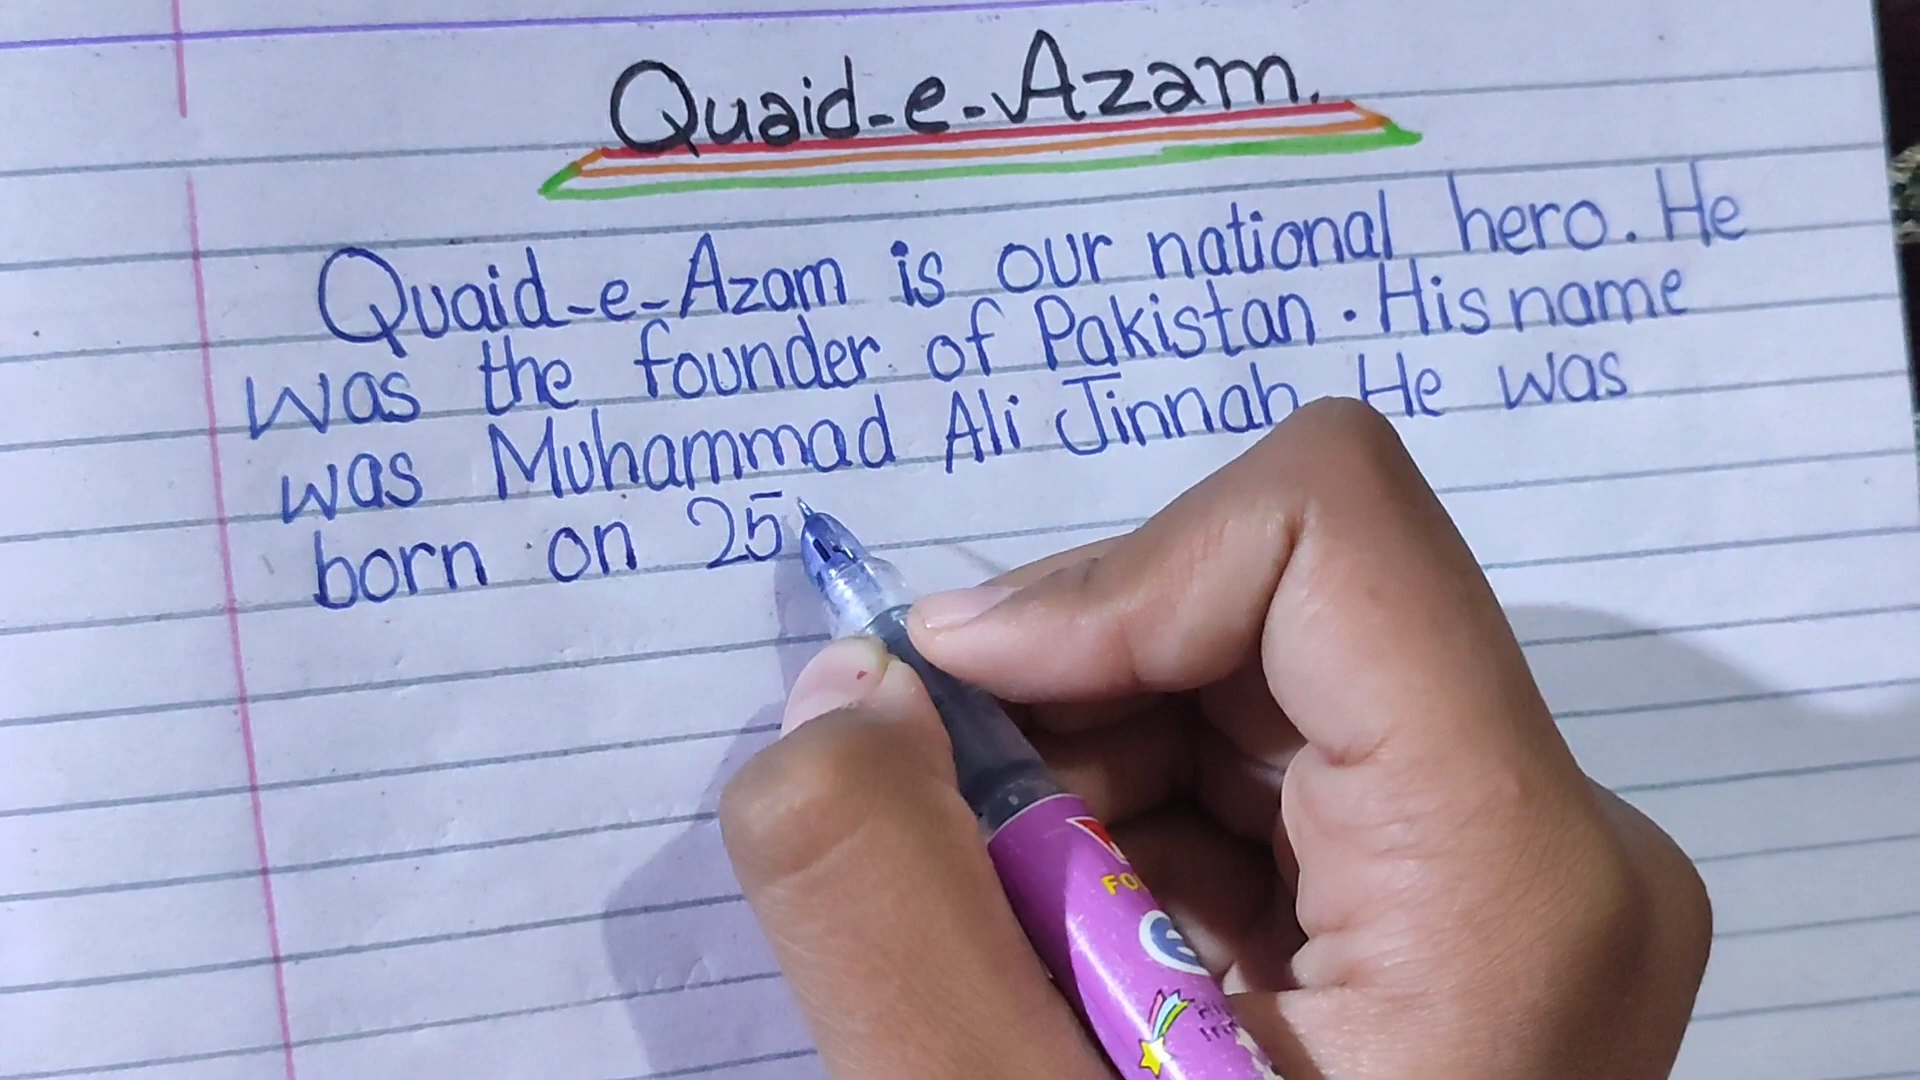 Quaid-e-Azam.
Quaid-e-Azam is our national hero. He
was the founder of Pakistan. His name
was Muhammad Ali Jinnah He was
born on 25